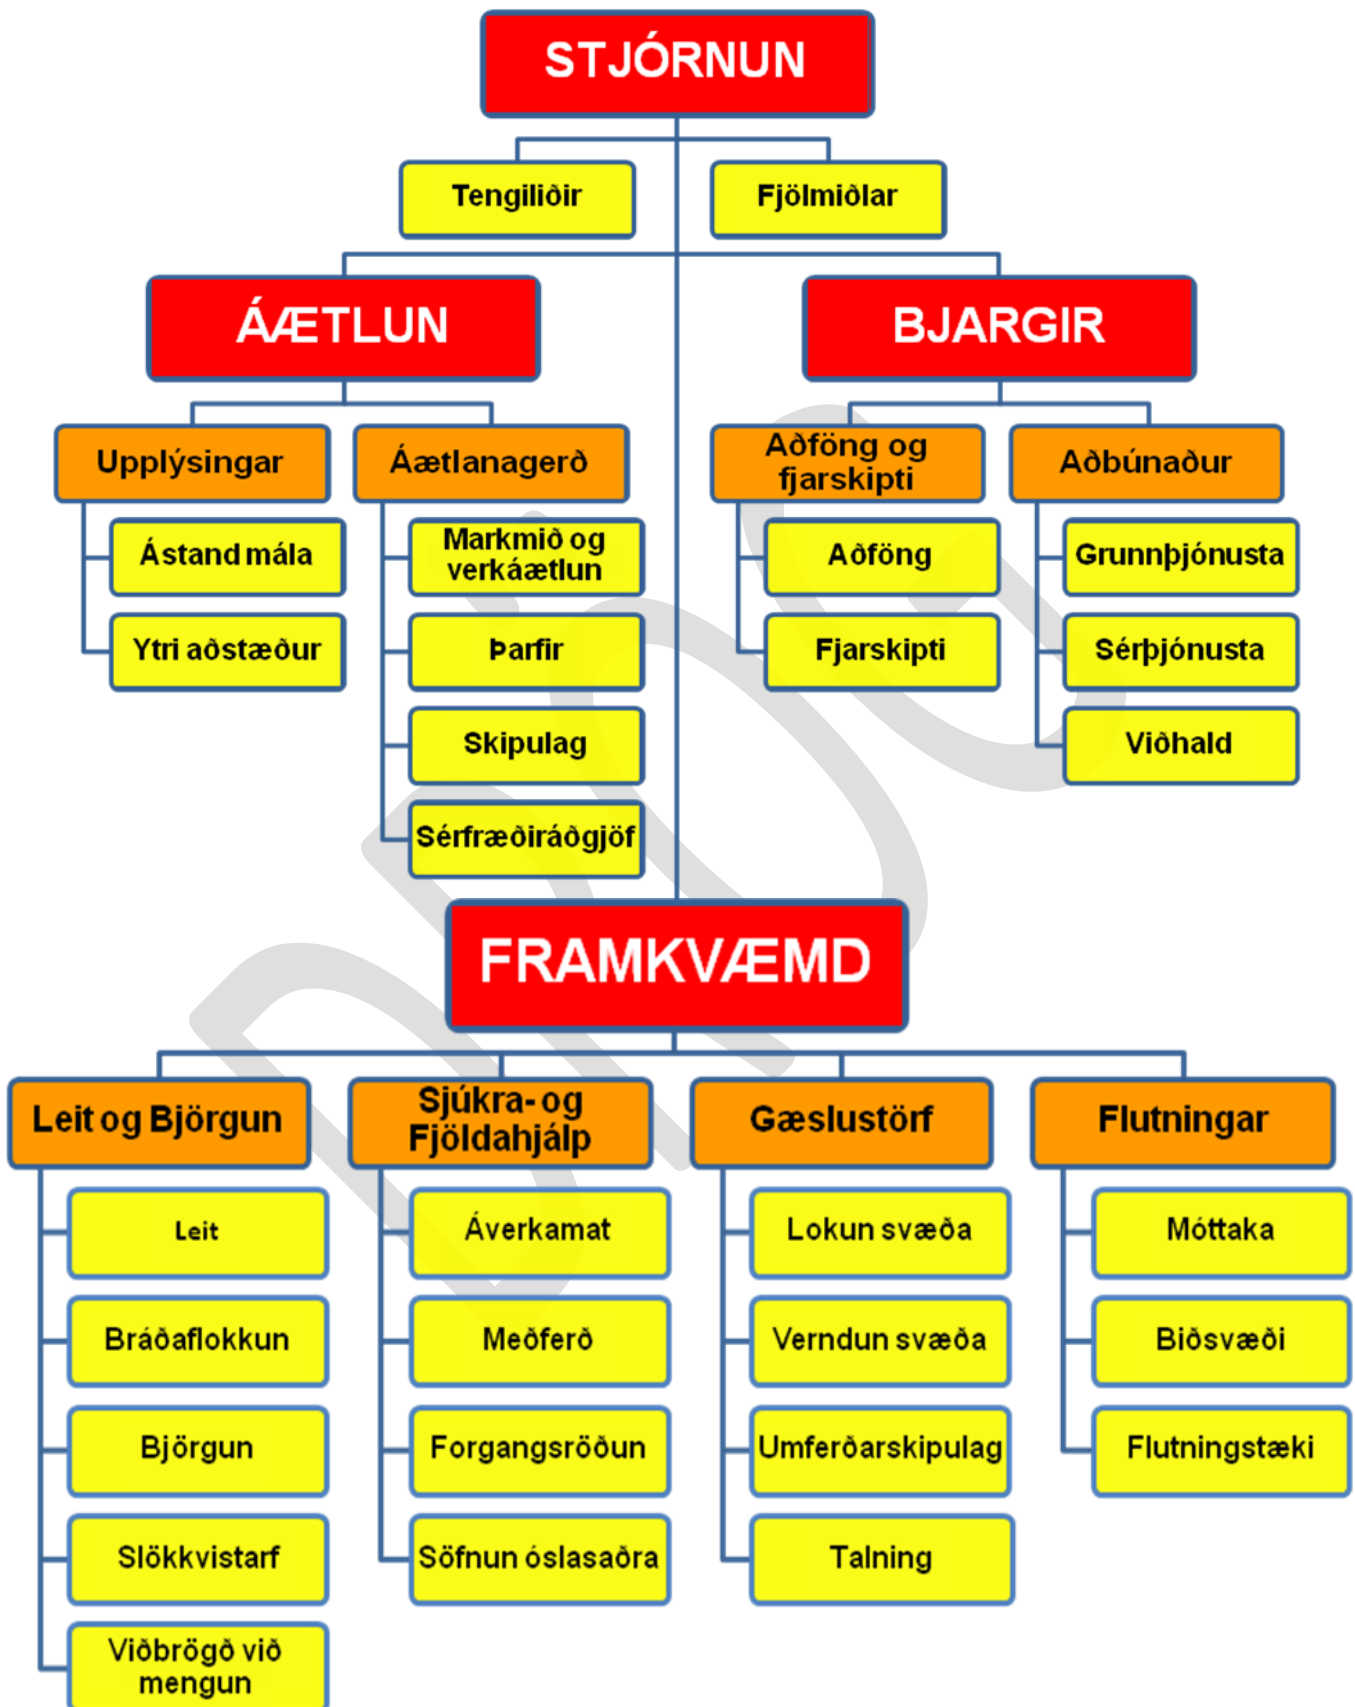 STJÓRNUN
Tengiliðir
Fjölmiðlar
ÁÆTLUN
BJARGIR
Upplýsingar
Áætlanagerð
Aðföng og
fjarskipti
Aðbúnaður
Ástand mála
Ytri aðstæður
Markmið og
verkáætlun
Þarfir
Skipulag
Sérfræðiráðgjöf
Aðföng
Fjarskipti
Grunnþjónusta
Sérþjónusta
Viðhald
FRAMKVÆMD
Leit og Björgun
Sjúkra- og
Fjöldahjálp
Gæslustörf
Flutningar
Leit
Bráðaflokkun
Björgun
Slökkvistarf
Viðbrögð við
mengun
Áverkamat
Meðferð
Forgangsröðun
Söfnun óslasaðra
Lokun svæða
Verndun svæða
Umferðarskipulag
Talning
Móttaka
Biðsvæði
Flutningstæki
DRÖG